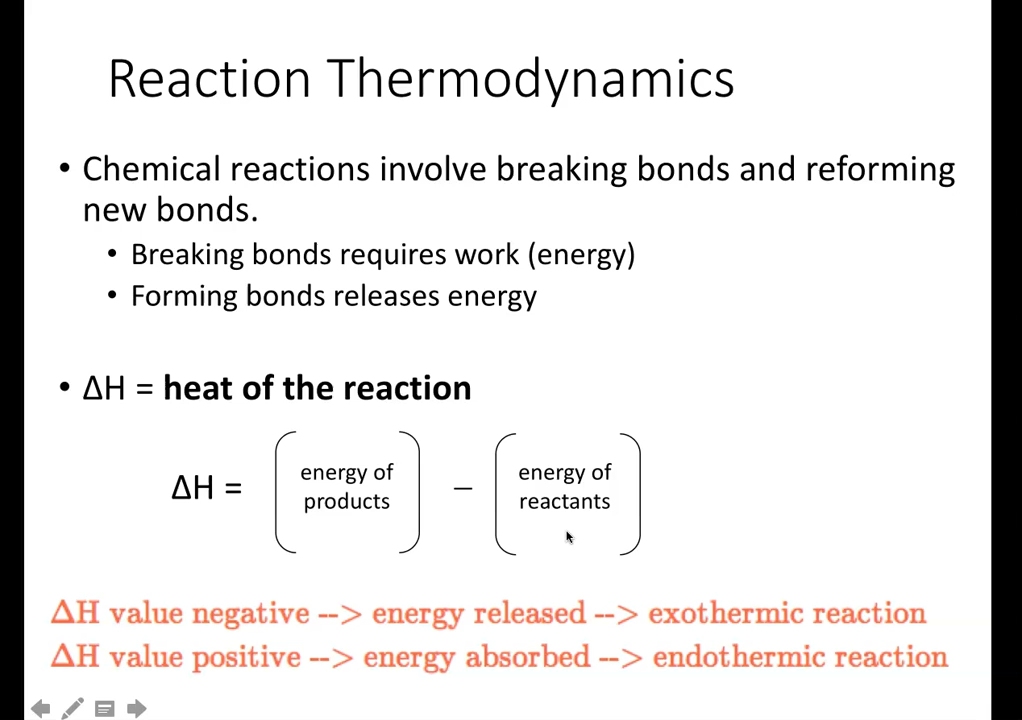 Reaction Thermodynamics
• Chemical reactions involve breaking bonds and reforming
new bonds.
• Breaking bonds requires work (energy)
• Forming bonds releases energy
• ΔH = heat of the reaction
ΔH = ( energy of products ) − ( energy of reactants )
ΔH value negative --> energy released --> exothermic reaction
ΔH value positive --> energy absorbed --> endothermic reaction